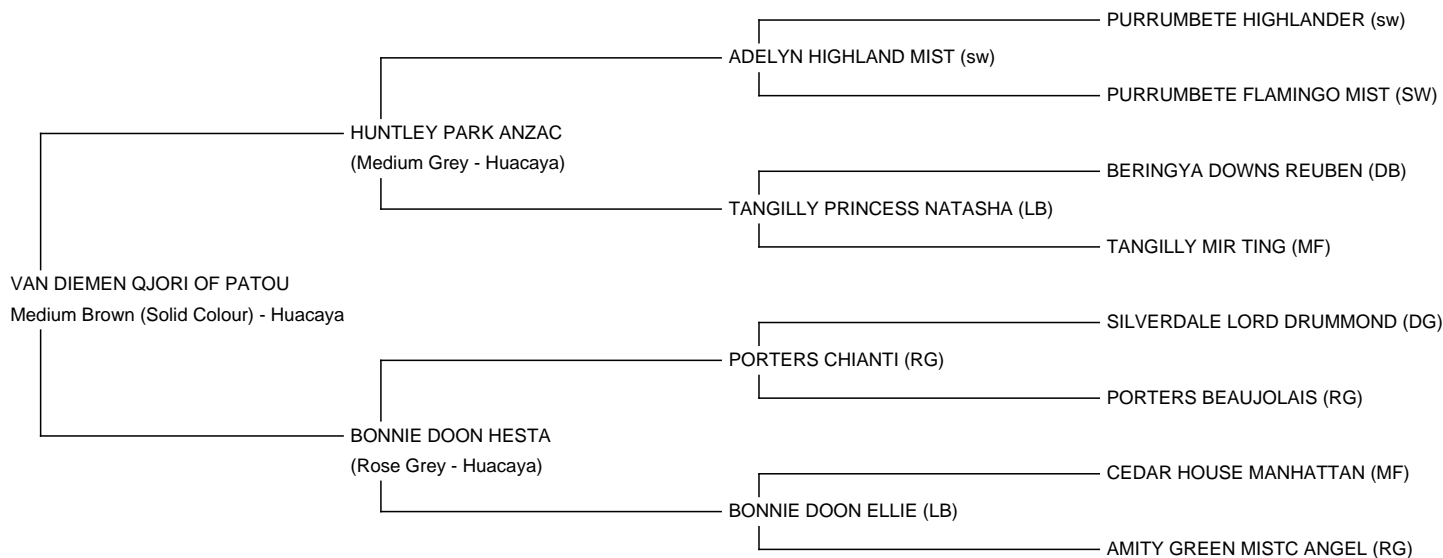 PURRUMBETE HIGHLANDER (sw)
ADELYN HIGHLAND MIST (sw)
PURRUMBETE FLAMINGO MIST (SW)
HUNTLEY PARK ANZAC
(Medium Grey - Huacaya)
BERINGYA DOWNS REUBEN (DB)
TANGILLY PRINCESS NATASHA (LB)
TANGILLY MIR TING (MF)
VAN DIEMEN QJORI OF PATOU
Medium Brown (Solid Colour) - Huacaya
SILVERDALE LORD DRUMMOND (DG)
PORTERS CHIANTI (RG)
PORTERS BEAUJOLAIS (RG)
BONNIE DOON HESTA
(Rose Grey - Huacaya)
CEDAR HOUSE MANHATTAN (MF)
BONNIE DOON ELLIE (LB)
AMITY GREEN MISTC ANGEL (RG)